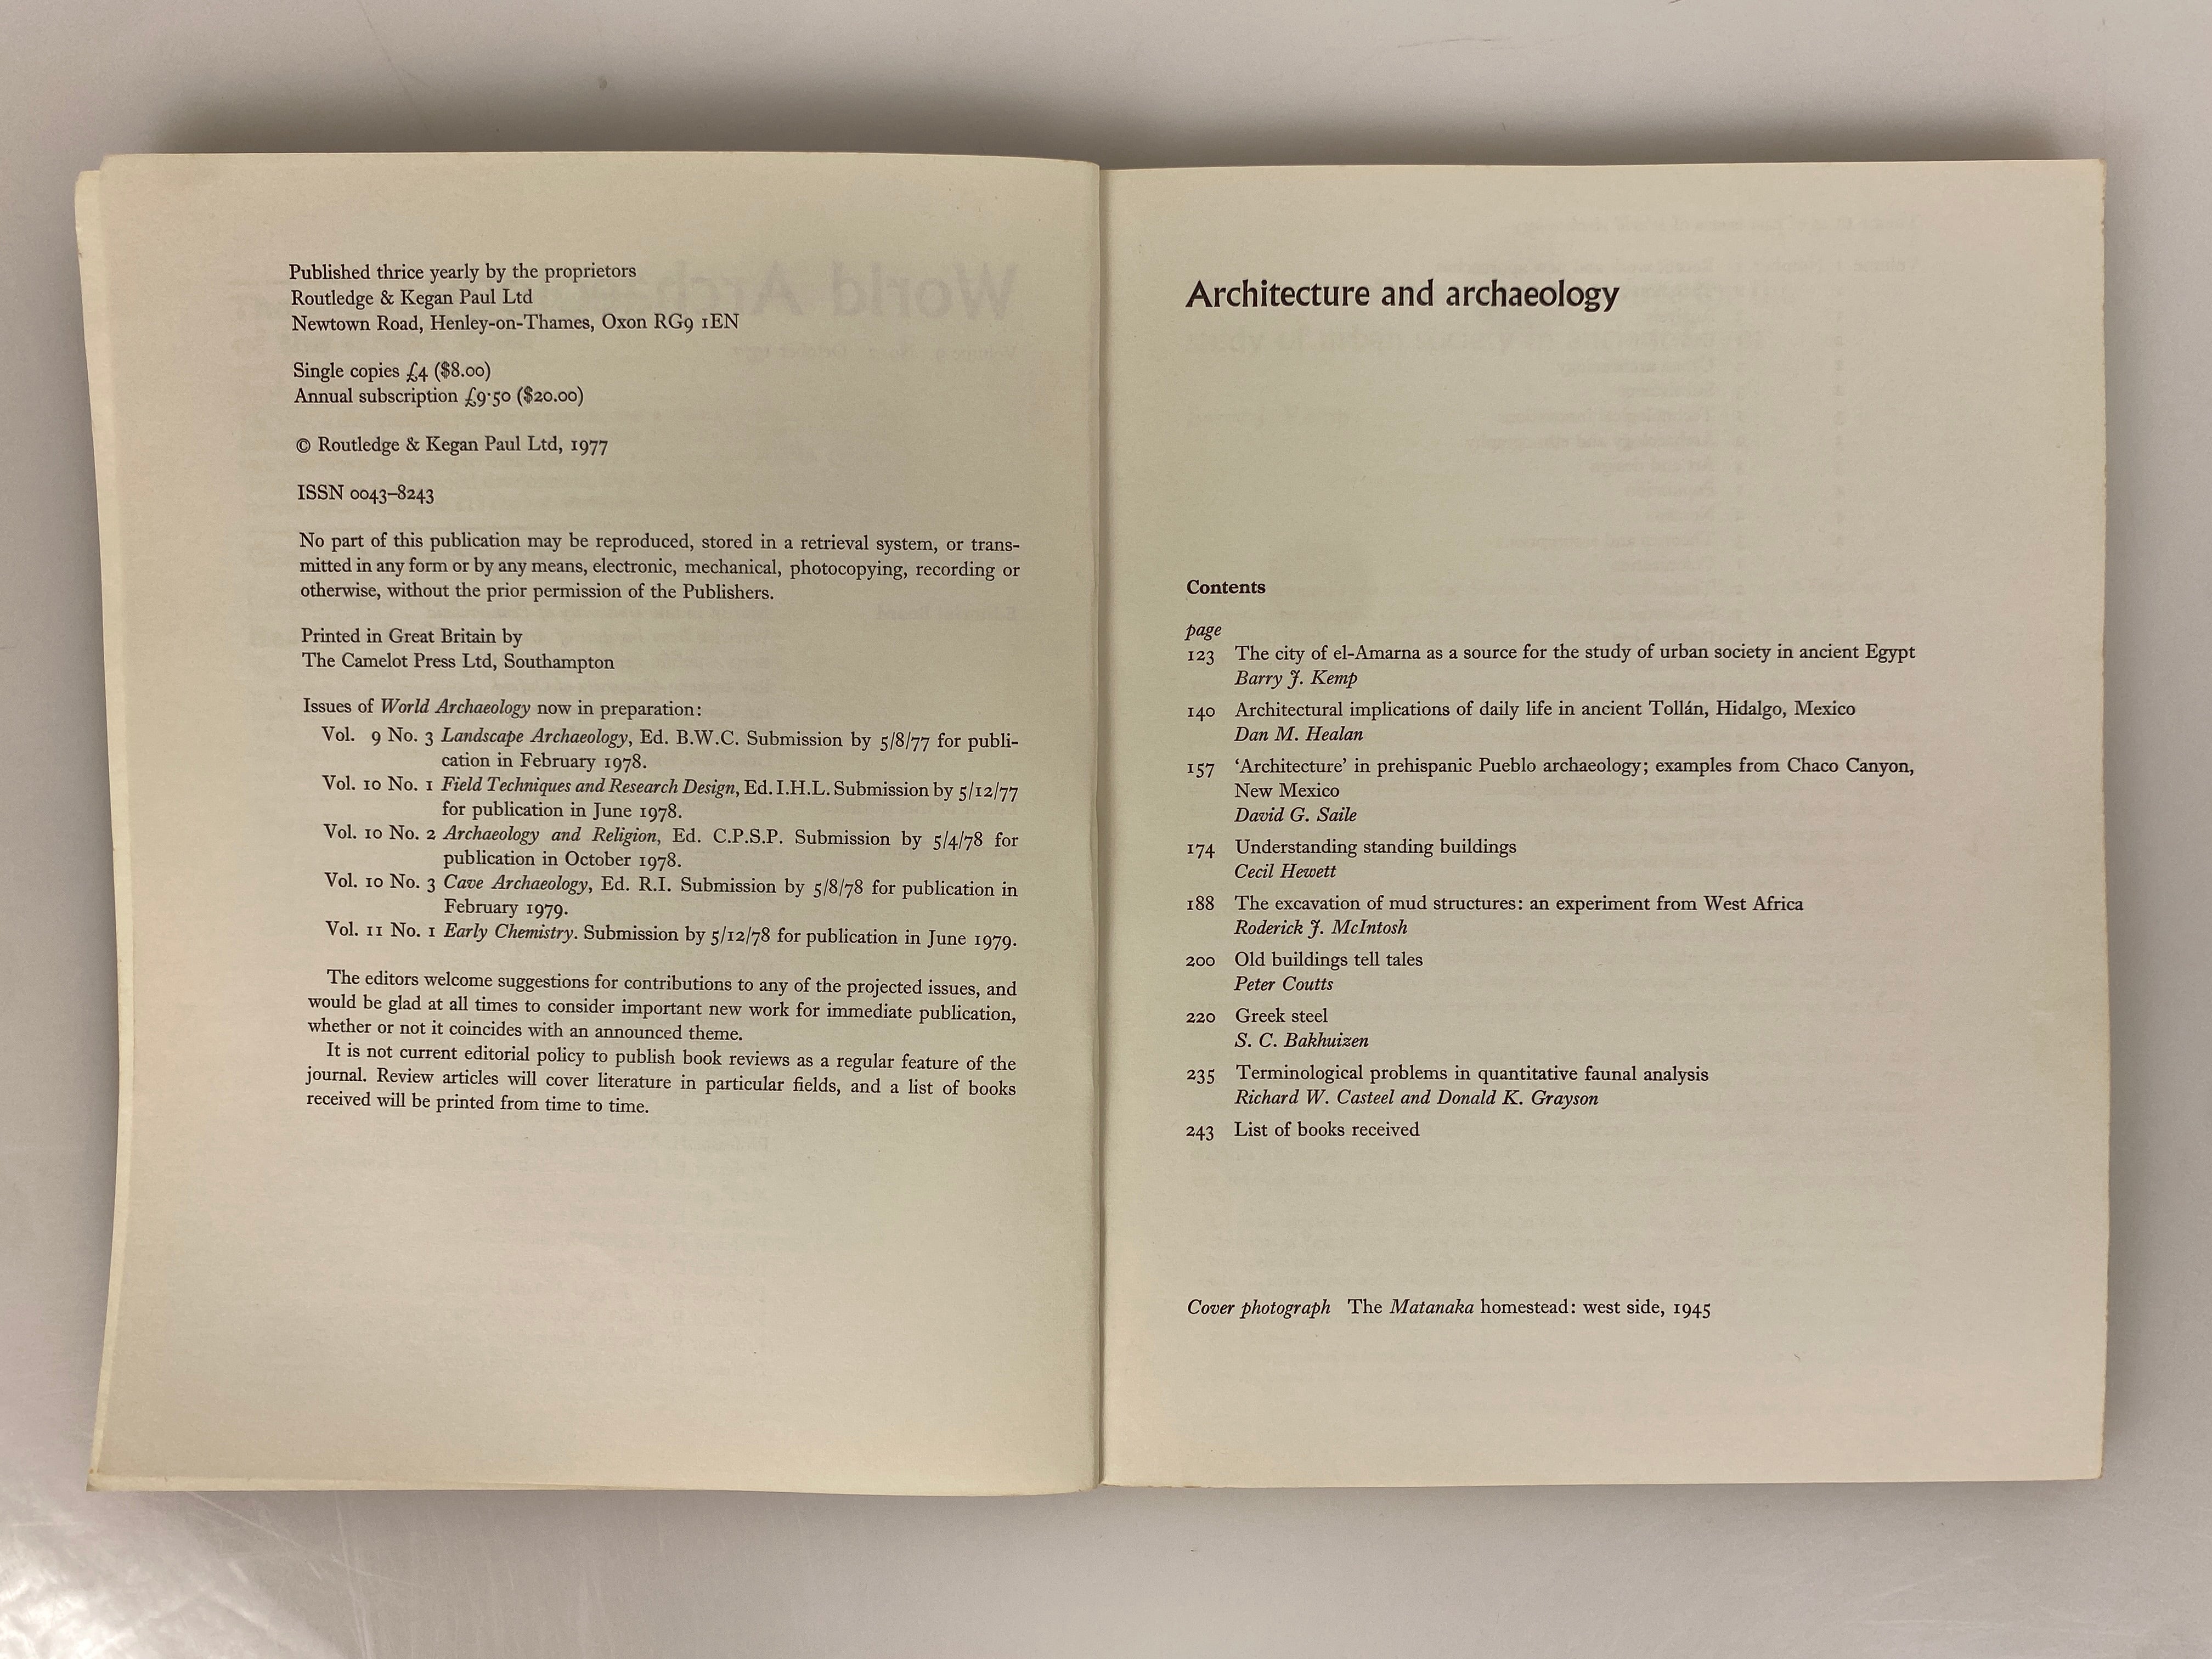 Published thrice yearly by the proprietors
Routledge & Kegan Paul Ltd
Newtown Road, Henley-on-Thames, Oxon RG9 1EN
Single copies £4 ($8.00)
Annual subscription £9·50 ($20.00)
© Routledge & Kegan Paul Ltd, 1977
ISSN 0043–8243
No part of this publication may be reproduced, stored in a retrieval system, or trans-
mitted in any form or by any means, electronic, mechanical, photocopying, recording or
otherwise, without the prior permission of the Publishers.
Printed in Great Britain by
The Camelot Press Ltd, Southampton
Issues of World Archaeology now in preparation:
Vol. 9 No. 3 Landscape Archaeology, Ed. B.W.C. Submission by 5/8/77 for publi-
cation in February 1978.
Vol. 10 No. 1 Field Techniques and Research Design, Ed. I.H.L. Submission by 5/12/77
for publication in June 1978.
Vol. 10 No. 2 Archaeology and Religion, Ed. C.P.S.P. Submission by 5/4/78 for
publication in October 1978.
Vol. 10 No. 3 Cave Archaeology, Ed. R.I. Submission by 5/8/78 for publication in
February 1979.
Vol. 11 No. 1 Early Chemistry. Submission by 5/12/78 for publication in June 1979.
The editors welcome suggestions for contributions to any of the projected issues, and
would be glad at all times to consider important new work for immediate publication,
whether or not it coincides with an announced theme.
It is not current editorial policy to publish book reviews as a regular feature of the
journal. Review articles will cover literature in particular fields, and a list of books
received will be printed from time to time.
Architecture and archaeology
Contents
page
123 The city of el-Amarna as a source for the study of urban society in ancient Egypt
Barry J. Kemp
140 Architectural implications of daily life in ancient Tollán, Hidalgo, Mexico
Dan M. Healan
157 'Architecture' in prehispanic Pueblo archaeology; examples from Chaco Canyon,
New Mexico
David G. Saile
174 Understanding standing buildings
Cecil Hewett
188 The excavation of mud structures: an experiment from West Africa
Roderick J. McIntosh
200 Old buildings tell tales
Peter Coutts
220 Greek steel
S. C. Bakhuizen
235 Terminological problems in quantitative faunal analysis
Richard W. Casteel and Donald K. Grayson
243 List of books received
Cover photograph The Matanaka homestead: west side, 1945